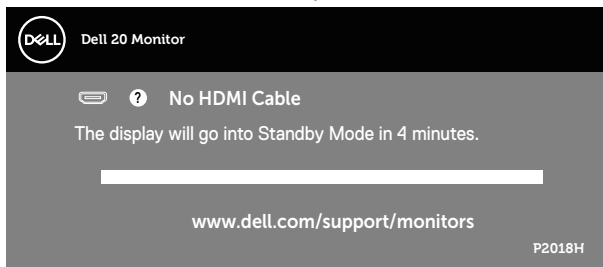 DELL
Dell 20 Monitor
? No HDMI Cable
The display will go into Standby Mode in 4 minutes.
www.dell.com/support/monitors
P2018H